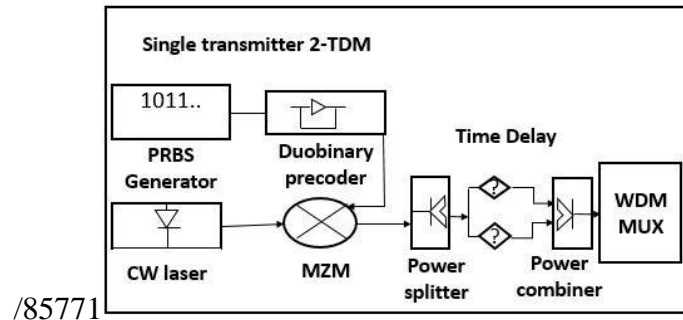 Single transmitter 2-TDM
1011..
PRBS
Generator
Duobinary
precoder
Time Delay
?
?
WDM
MUX
CW laser
MZM
Power
splitter
Power
combiner
/85771